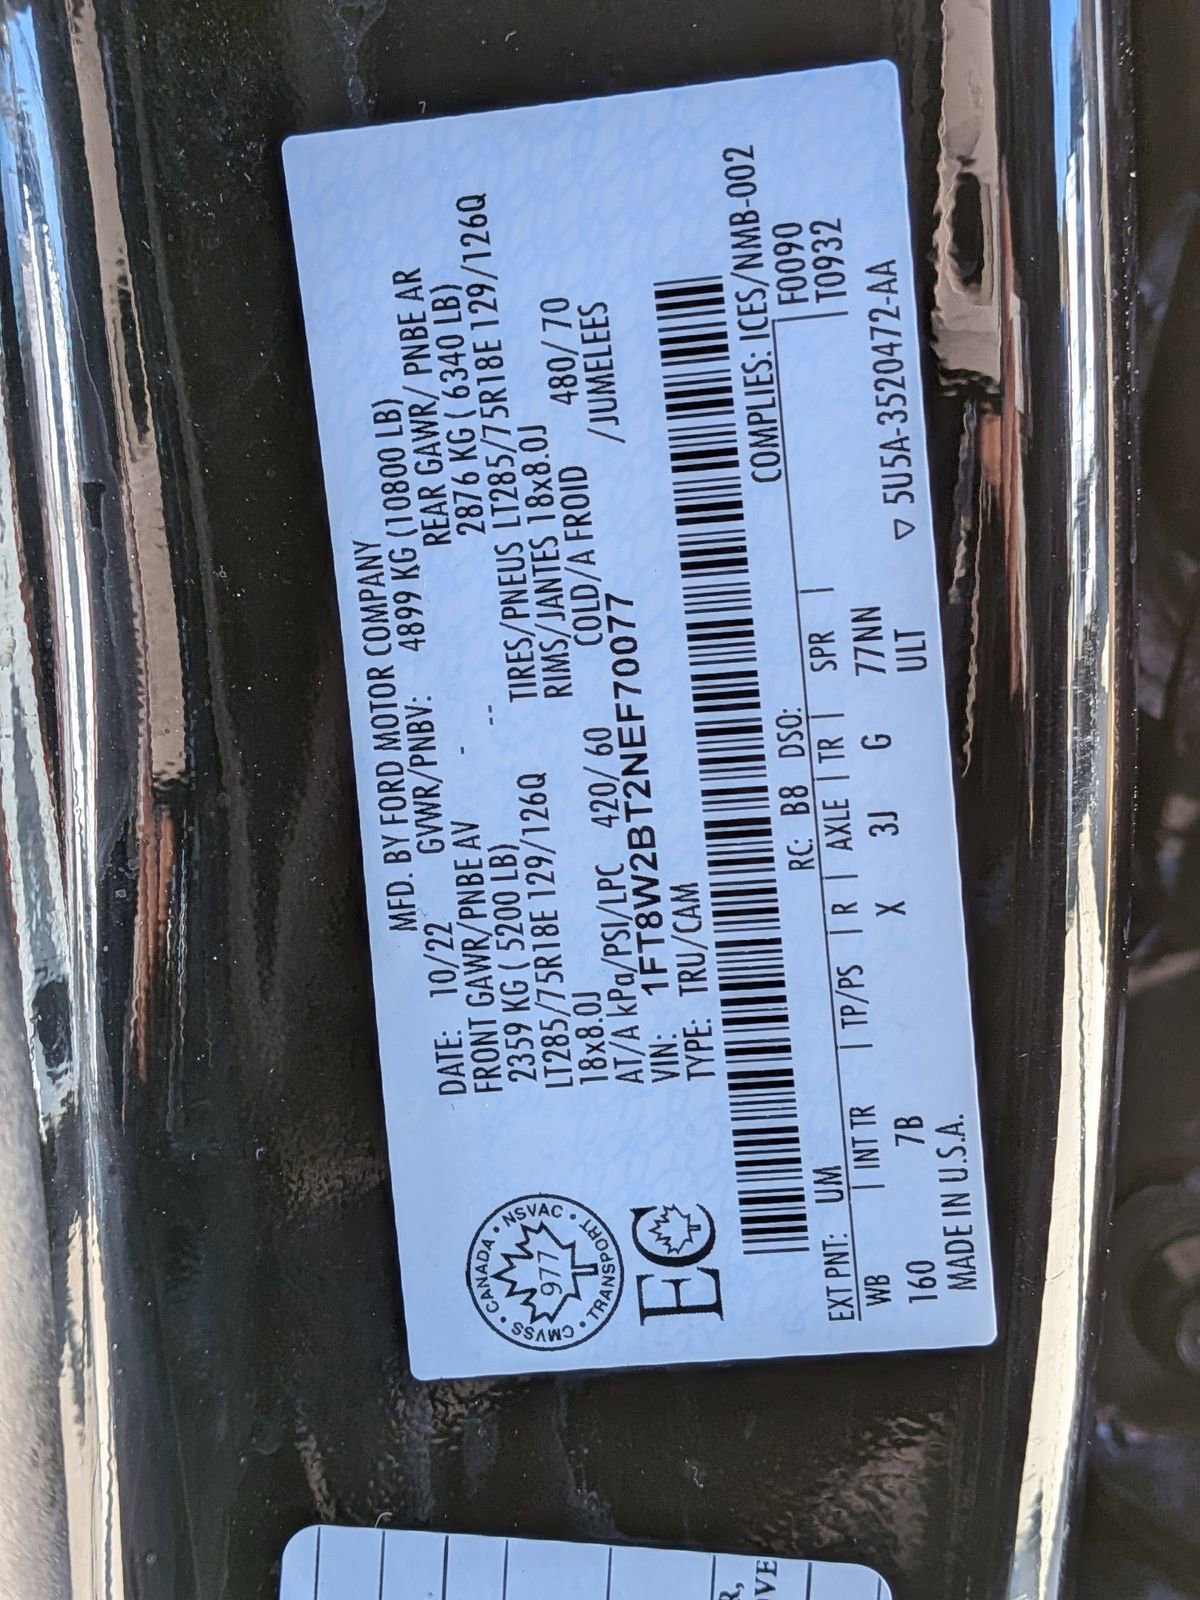 MFD. BY FORD MOTOR COMPANY
DATE: 10/22 GVWR/PNBV: 4899 KG (10800 LB)
FRONT GAWR/PNBE AV - REAR GAWR/ PNBE AR
2359 KG ( 5200 LB) -- 2876 KG ( 6340 LB)
LT285/75R18E 129/126Q TIRES/PNEUS LT285/75R18E 129/126Q
18x8.0J RIMS/JANTES 18x8.0J
AT/A kPa/PSI/LPC 420/60 COLD/A FROID 480/70
VIN: 1FT8W2BT2NEF70077 /JUMELEES
TYPE: TRU/CAM
CANADA • NSVAC • TRANSPORT • CMVSS •
977
EC
COMPLIES: ICES/NMB-002
EXT PNT: UM RC: B8 DSO: F0090
WB | INT TR | TP/PS | R | AXLE | TR | SPR | T0932
160 7B X 3J G 77NN
MADE IN U.S.A. ULT ▽ 5U5A-3520472-AA
R,
OVE